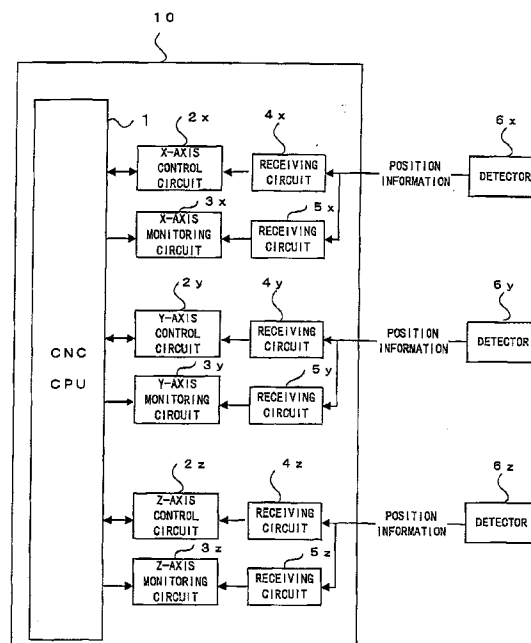 10
1
2x
4x
6x
X-AXIS
CONTROL
CIRCUIT
RECEIVING
CIRCUIT
POSITION
INFORMATION
DETECTOR
3x
5x
X-AXIS
MONITORING
CIRCUIT
RECEIVING
CIRCUIT
2y
4y
6y
Y-AXIS
CONTROL
CIRCUIT
RECEIVING
CIRCUIT
POSITION
INFORMATION
DETECTOR
CNC
CPU
3y
5y
Y-AXIS
MONITORING
CIRCUIT
RECEIVING
CIRCUIT
2z
4z
6z
Z-AXIS
CONTROL
CIRCUIT
RECEIVING
CIRCUIT
POSITION
INFORMATION
DETECTOR
3z
5z
Z-AXIS
MONITORING
CIRCUIT
RECEIVING
CIRCUIT